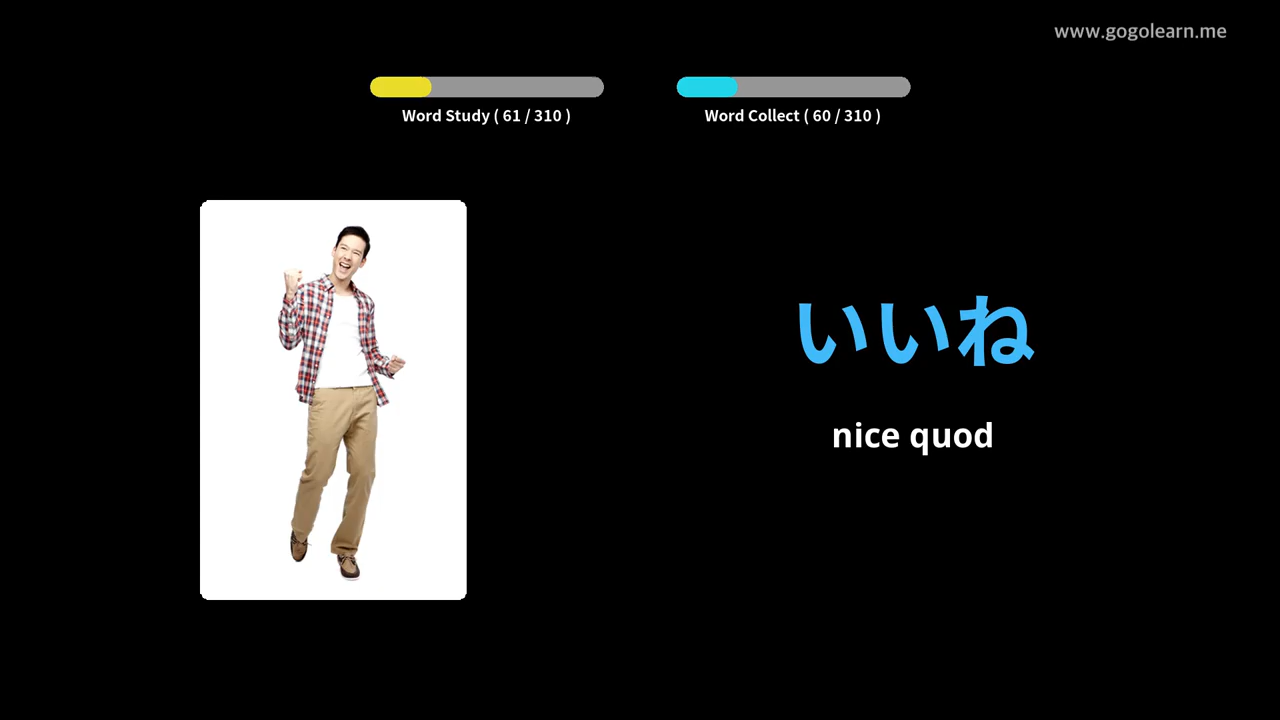 www.gogolearn.me
Word Study ( 61 / 310 )
Word Collect ( 60 / 310 )
いいね
nice quod